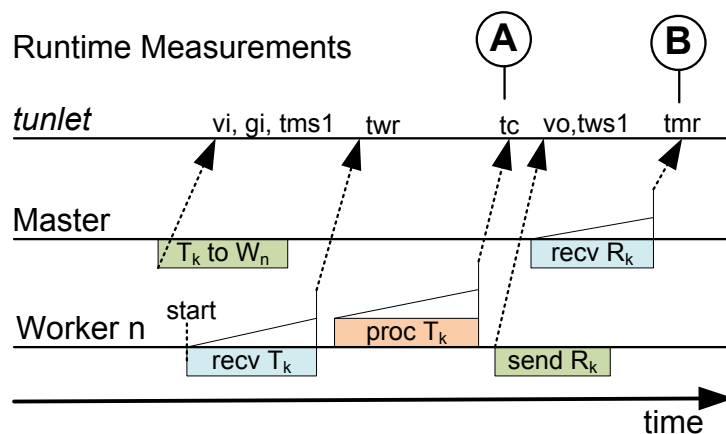 Runtime Measurements
A
B
tunlet
vi, gi, tms1
twr
tc
vo,tws1
tmr
Master
Tk to Wn
recv Rk
start
Worker n
recv Tk
proc Tk
send Rk
time